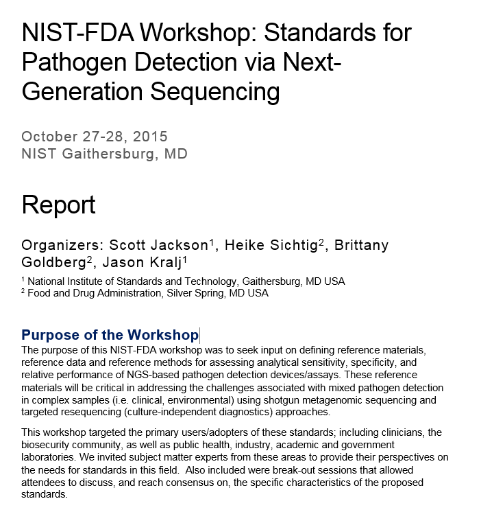 NIST-FDA Workshop: Standards for
Pathogen Detection via Next-
Generation Sequencing
October 27-28, 2015
NIST Gaithersburg, MD
Report
Organizers: Scott Jackson¹, Heike Sichtig², Brittany
Goldberg², Jason Kralj¹
¹ National Institute of Standards and Technology, Gaithersburg, MD USA
² Food and Drug Administration, Silver Spring, MD USA
Purpose of the Workshop
The purpose of this NIST-FDA workshop was to seek input on defining reference materials,
reference data and reference methods for assessing analytical sensitivity, specificity, and
relative performance of NGS-based pathogen detection devices/assays. These reference
materials will be critical in addressing the challenges associated with mixed pathogen detection
in complex samples (i.e. clinical, environmental) using shotgun metagenomic sequencing and
targeted resequencing (culture-independent diagnostics) approaches.
This workshop targeted the primary users/adopters of these standards; including clinicians, the
biosecurity community, as well as public health, industry, academic and government
laboratories. We invited subject matter experts from these areas to provide their perspectives on
the needs for standards in this field. Also included were break-out sessions that allowed
attendees to discuss, and reach consensus on, the specific characteristics of the proposed
standards.